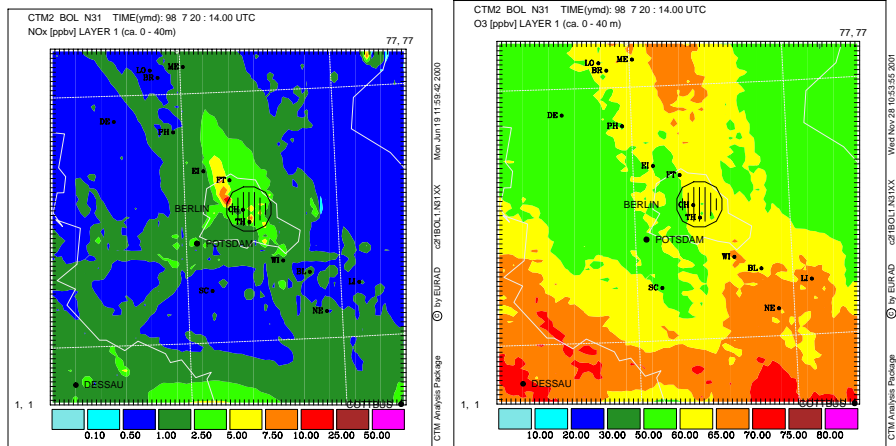 CTM2 BOL N31 TIME(ymd): 98 7 20 : 14.00 UTC
NOx [ppbv] LAYER 1 (ca. 0 - 40m)
77, 77
ME
PH
DE
EI
FT
BERLIN
CH
TH
POTSDAM
WI
NE
DESSAU
COTTBUS
1, 1
0.10 0.50 1.00 2.50 5.00 7.50 10.00 25.00 50.00
CTM Analysis Package © by EURAD c2f1BOL1.N31XX Mon Jun 19 11:59:42 2000
CTM2 BOL N31 TIME(ymd): 98 7 20 : 14.00 UTC
O3 [ppbv] LAYER 1 (ca. 0 - 40 m)
77, 77
LO
ME
BR
DE
PH
EI
FT
BERLIN
CH
TH
POTSDAM
WI
BL
LI
SC
NE
DESSAU
COTTBUS
1, 1
10.00 20.00 30.00 50.00 60.00 65.00 70.00 75.00 80.00
CTM Analysis Package © by EURAD c2f1BOL1.N31XX Wed Nov 28 10:53:55 2001